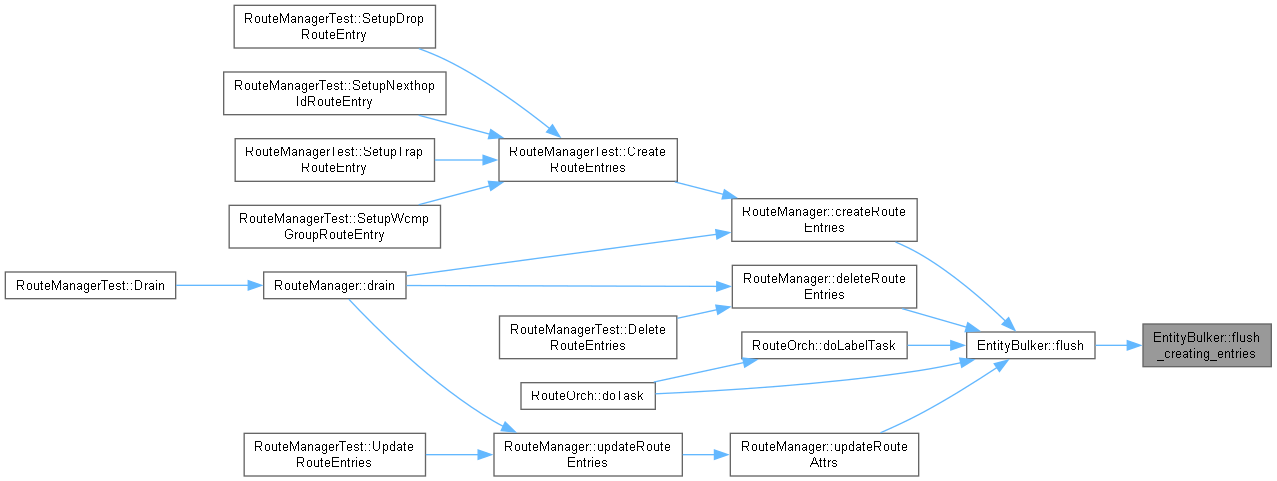 RouteManagerTest::SetupDrop
RouteEntry
RouteManagerTest::SetupNexthop
IdRouteEntry
RouteManagerTest::SetupTrap
RouteEntry
RouteManagerTest::SetupWcmp
GroupRouteEntry
RouteManagerTest::Create
RouteEntries
RouteManager::createRoute
Entries
RouteManagerTest::Drain
RouteManager::drain
RouteManager::deleteRoute
Entries
RouteManagerTest::Delete
RouteEntries
RouteOrch::doLabelTask
EntityBulker::flush
EntityBulker::flush
_creating_entries
RouteOrch::doTask
RouteManagerTest::Update
RouteEntries
RouteManager::updateRoute
Entries
RouteManager::updateRoute
Attrs